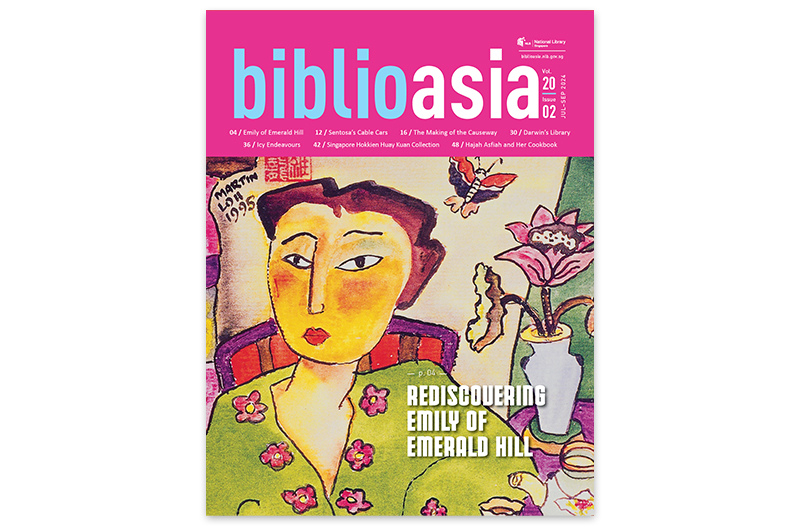 NLB
National Library
Singapore
biblioasia.nlb.gov.sg
biblioasia
Vol.
20
Issue
02
JUL–SEP 2024
04 / Emily of Emerald Hill 12 / Sentosa's Cable Cars 16 / The Making of the Causeway 30 / Darwin's Library
36 / Icy Endeavours 42 / Singapore Hokkien Huay Kuan Collection 48 / Hajah Asfiah and Her Cookbook
MARTIN
LOH
1995
p. 04
REDISCOVERING
EMILY OF
EMERALD HILL